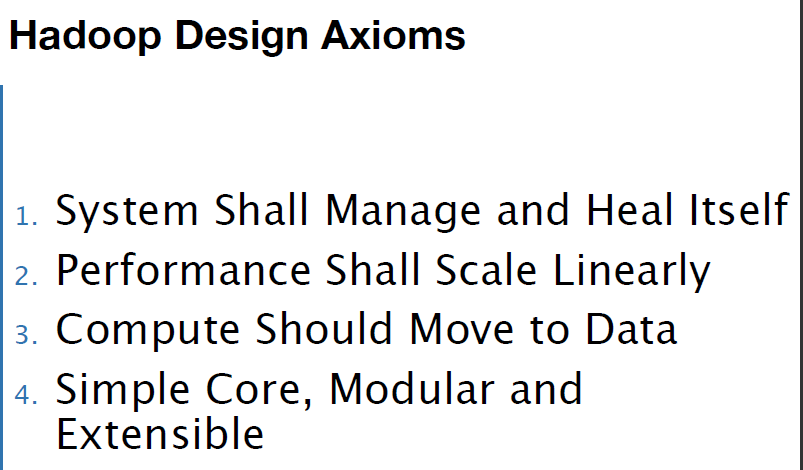 Hadoop Design Axioms
1. System Shall Manage and Heal Itself
2. Performance Shall Scale Linearly
3. Compute Should Move to Data
4. Simple Core, Modular and
Extensible